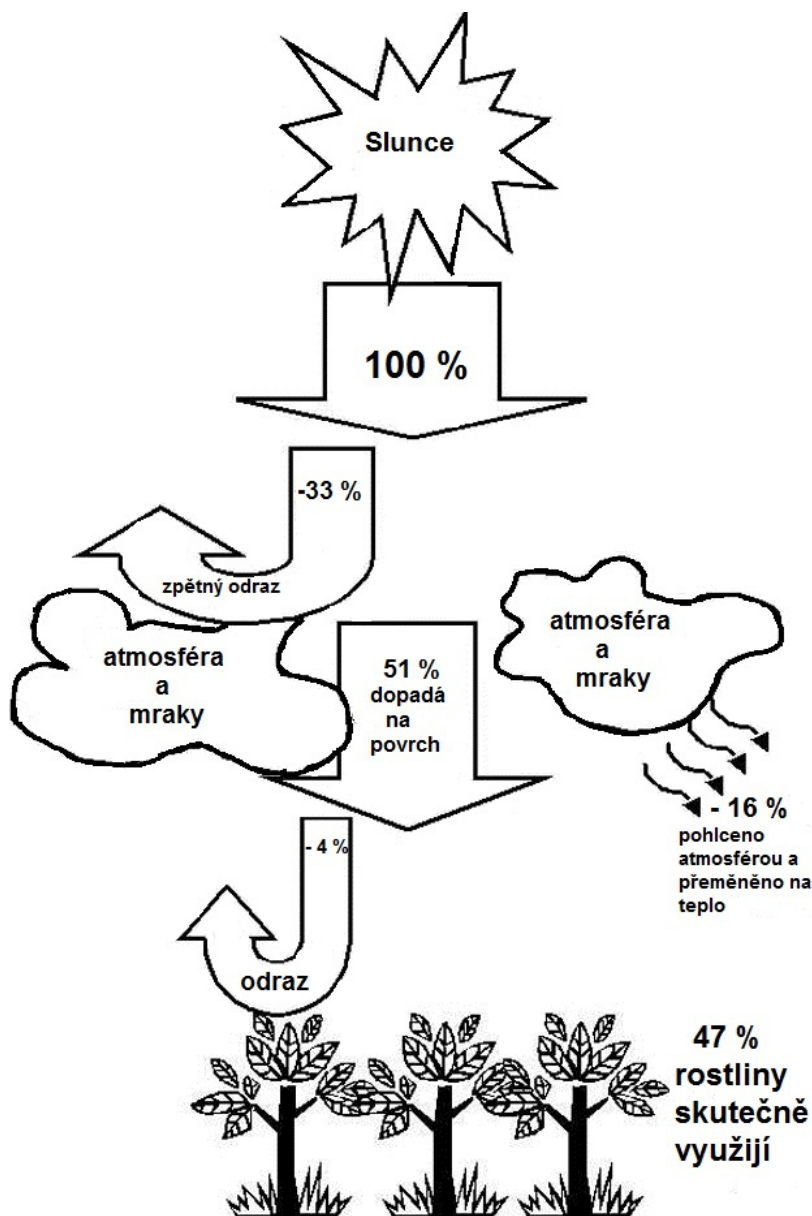 Slunce
100 %
-33 %
zpětný odraz
atmosféra
a
mraky
51 %
dopadá
na
povrch
atmosféra
a
mraky
- 16 %
pohlceno
atmosférou a
přeměněno na
teplo
- 4 %
odraz
47 %
rostliny
skutečně
využijí